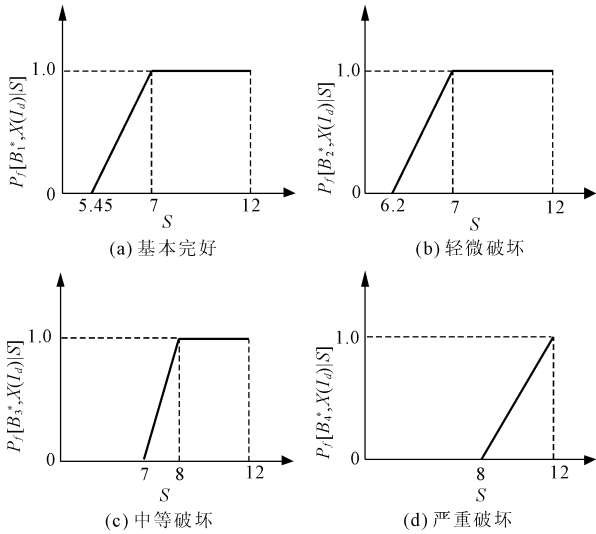 P_f[B_1^*,X(I_d)|S]
1.0
0
5.45 7 12
S
(a) 基本完好
P_f[B_2^*,X(I_d)|S]
1.0
0
6.2 7 12
S
(b) 轻微破坏
P_f[B_3^*,X(I_d)|S]
1.0
0
7 8 12
S
(c) 中等破坏
P_f[B_4^*,X(I_d)|S]
1.0
0
8 12
S
(d) 严重破坏